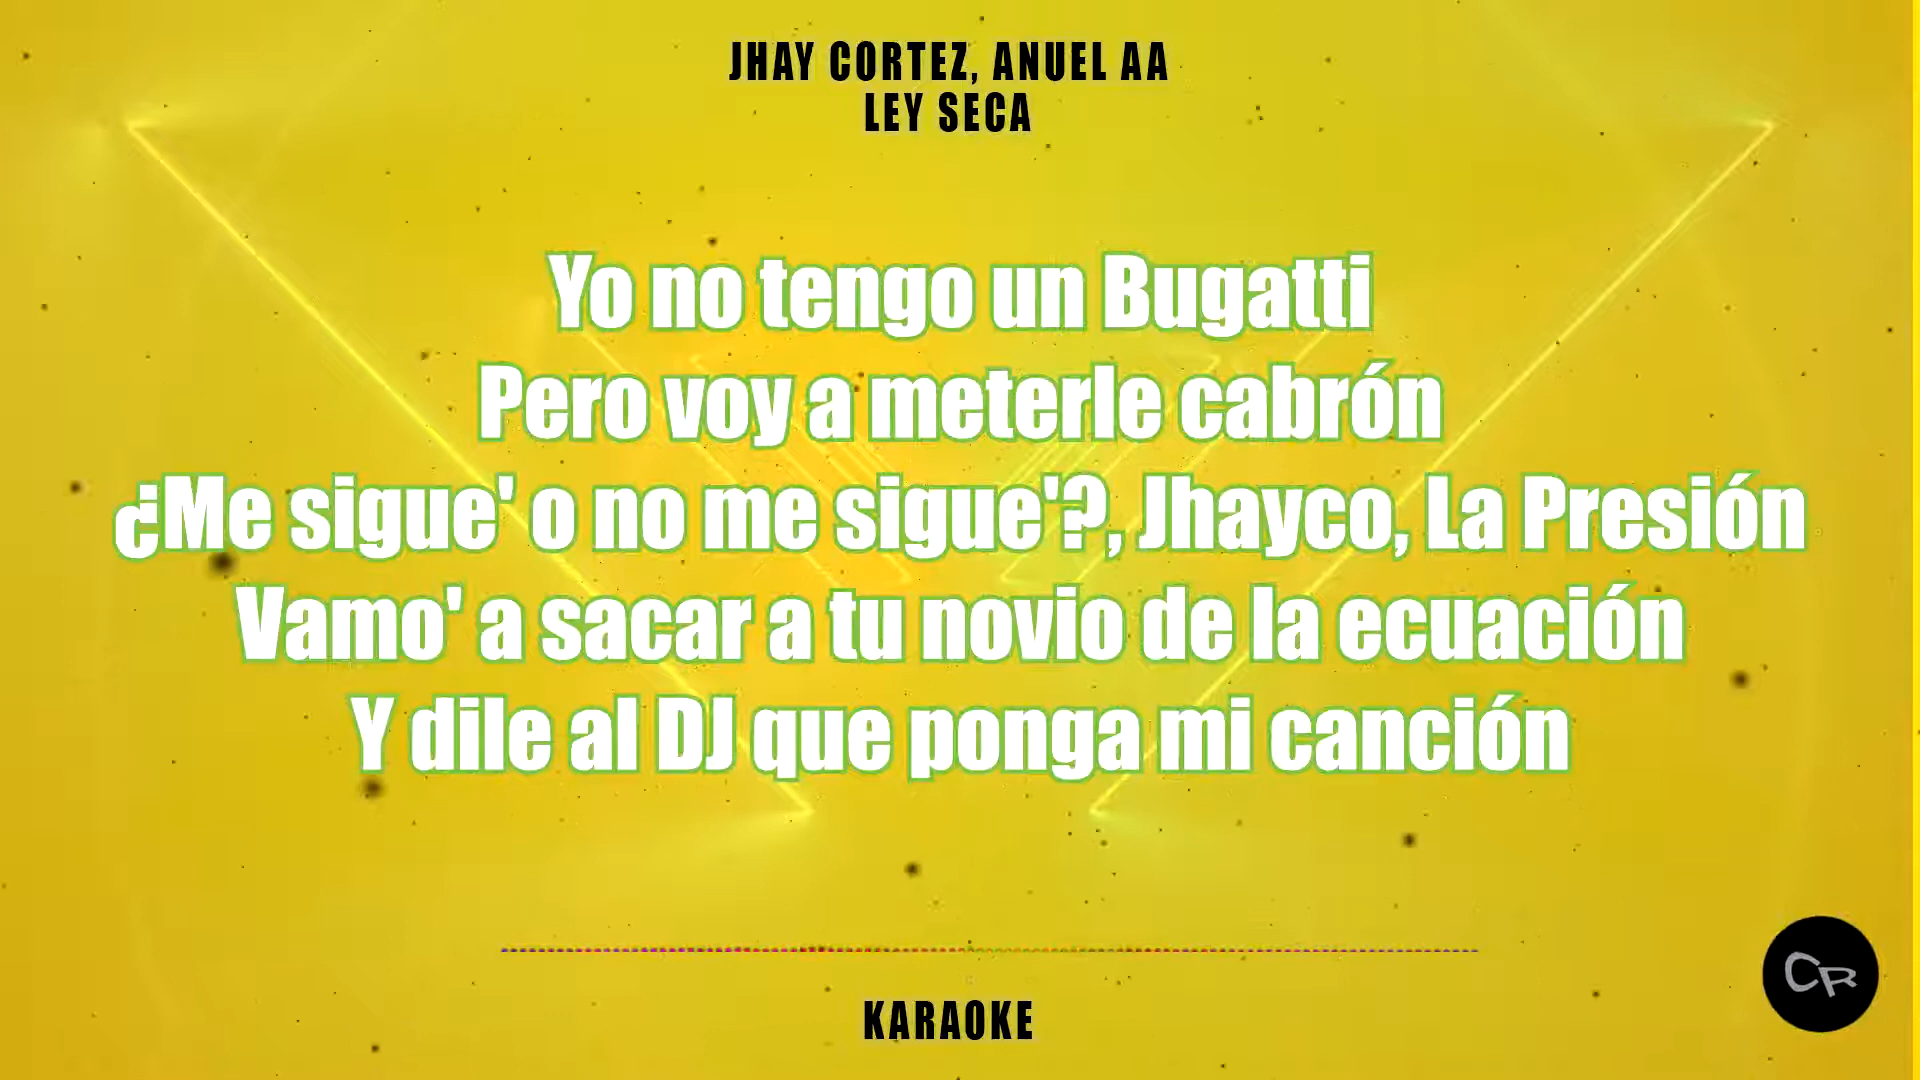 JHAY CORTEZ, ANUEL AA
LEY SECA
Yo no tengo un Bugatti
Pero voy a meterle cabrón
¿Me sigue' o no me sigue'?, Jhayco, La Presión
Vamo' a sacar a tu novio de la ecuación
Y dile al DJ que ponga mi canción
KARAOKE
CR